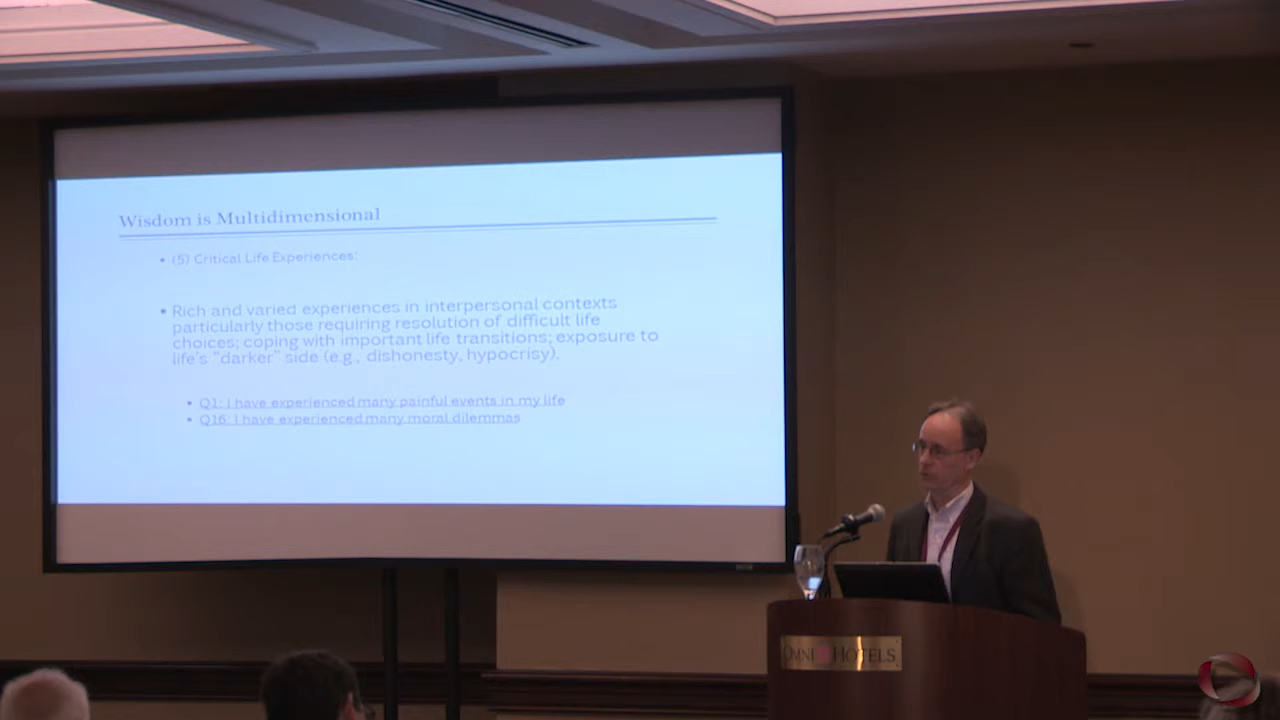 Wisdom is Multidimensional
• (5) Critical Life Experiences:
• Rich and varied experiences in interpersonal contexts
particularly those requiring resolution of difficult life
choices; coping with important life transitions; exposure to
life's "darker" side (e.g., dishonesty, hypocrisy).
• Q1: I have experienced many painful events in my life
• Q16: I have experienced many moral dilemmas
OMNI HOTELS